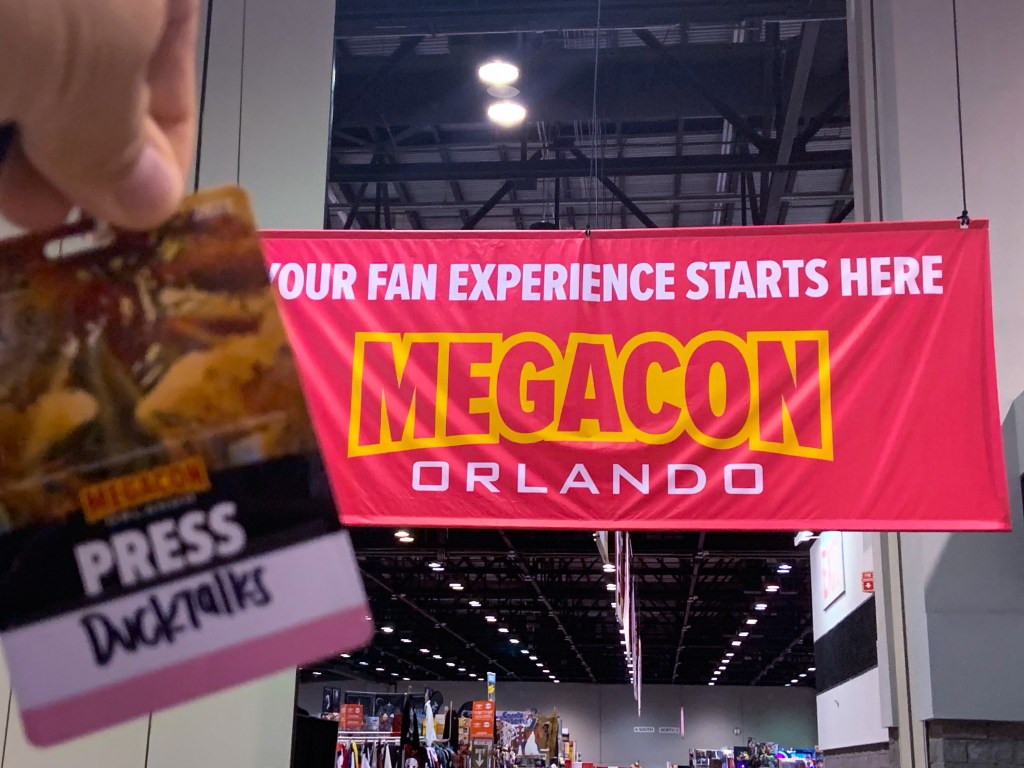 YOUR FAN EXPERIENCE STARTS HERE
MEGACON
ORLANDO
MEGACON
PRESS
DuckTalks